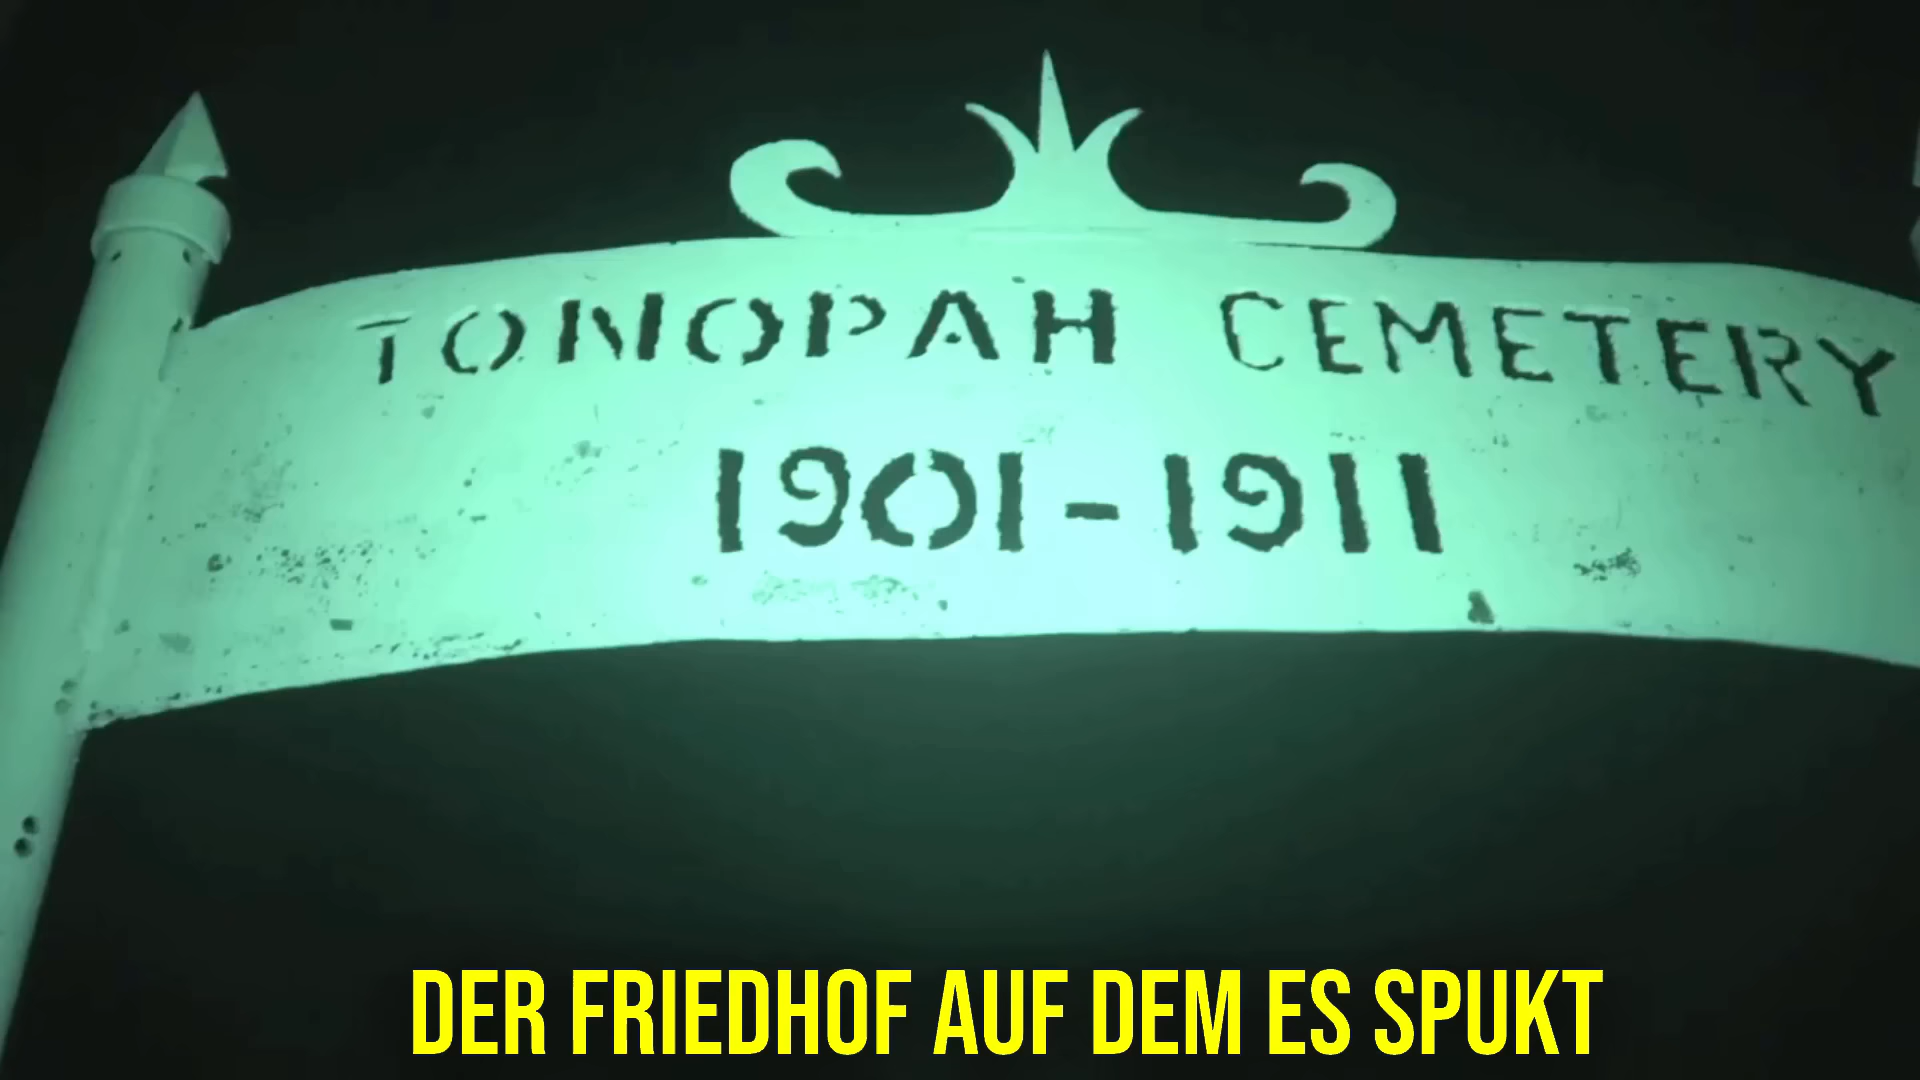 TONOPAH CEMETERY
1901-1911
DER FRIEDHOF AUF DEM ES SPUKT